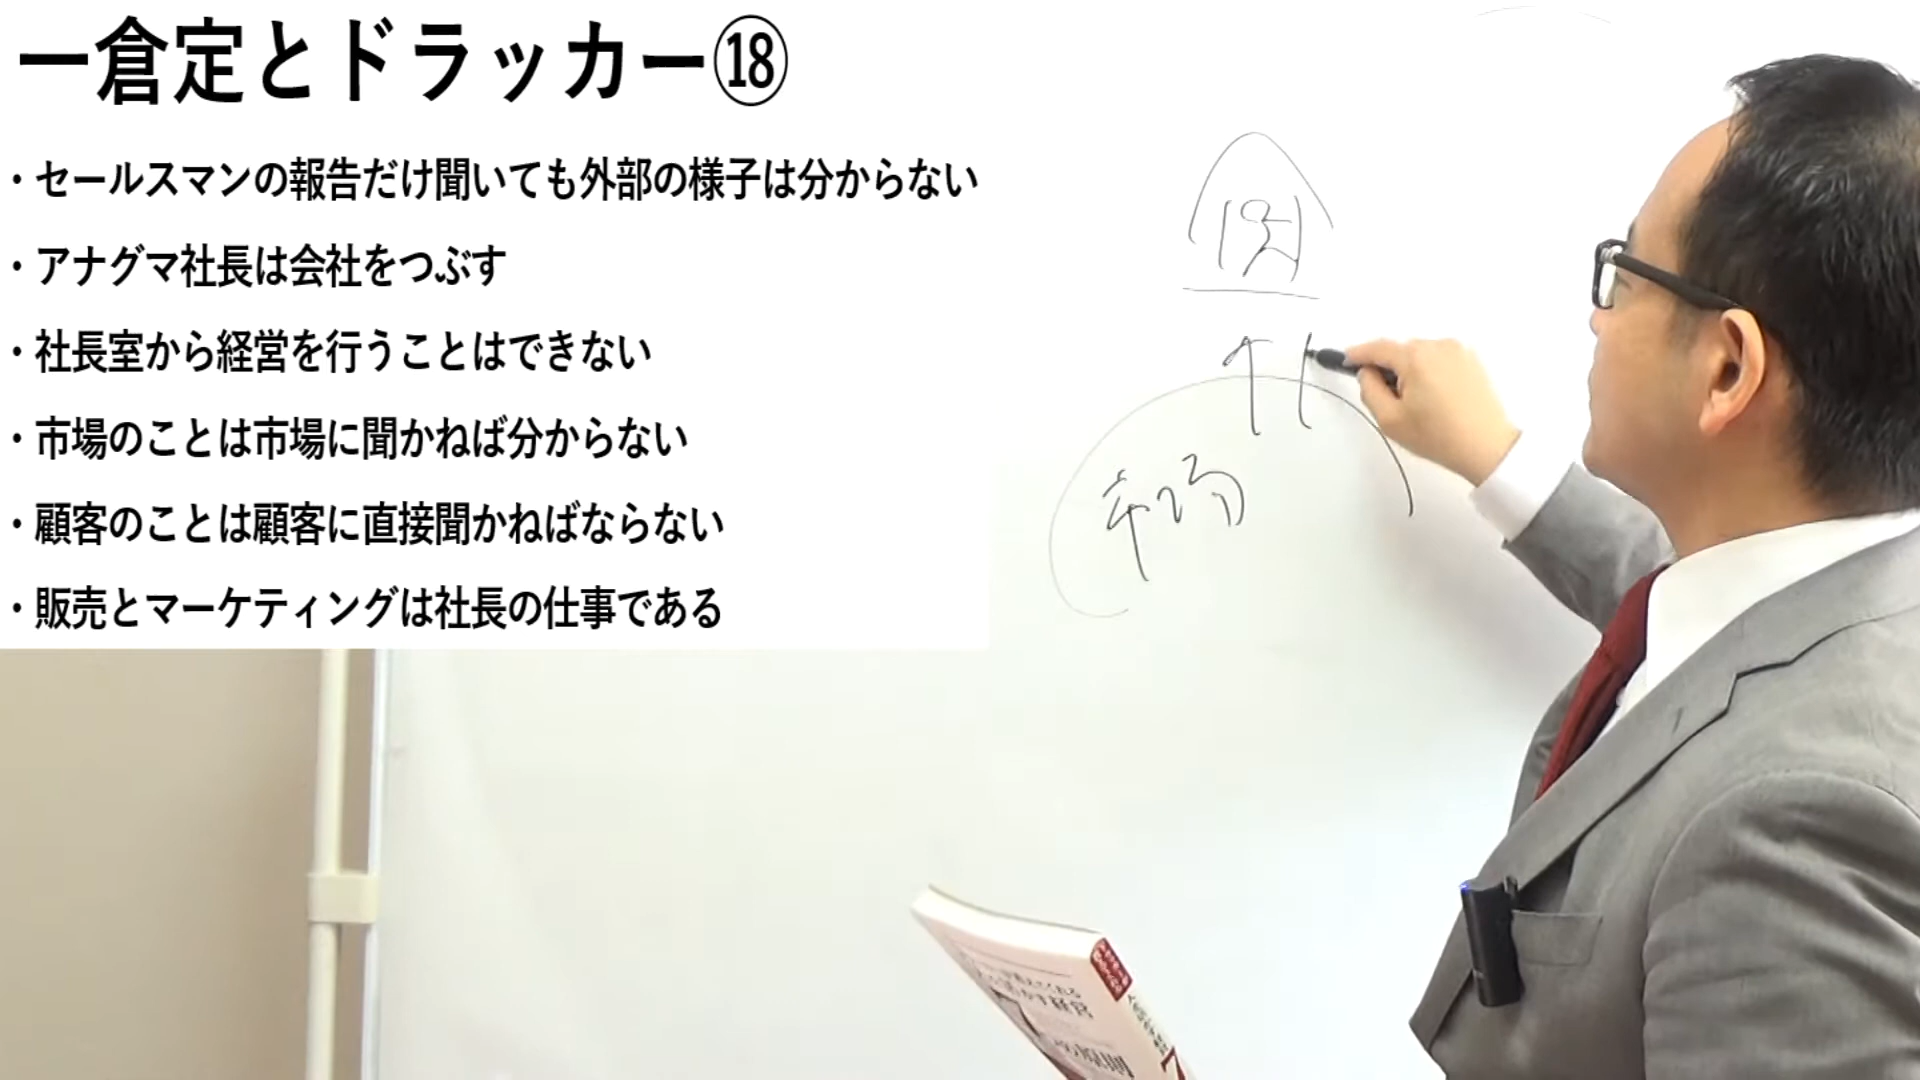 一倉定とドラッカー⑱
・セールスマンの報告だけ聞いても外部の様子は分からない
・アナグマ社長は会社をつぶす
・社長室から経営を行うことはできない
・市場のことは市場に聞かねば分からない
・顧客のことは顧客に直接聞かねばならない
・販売とマーケティングは社長の仕事である
市場